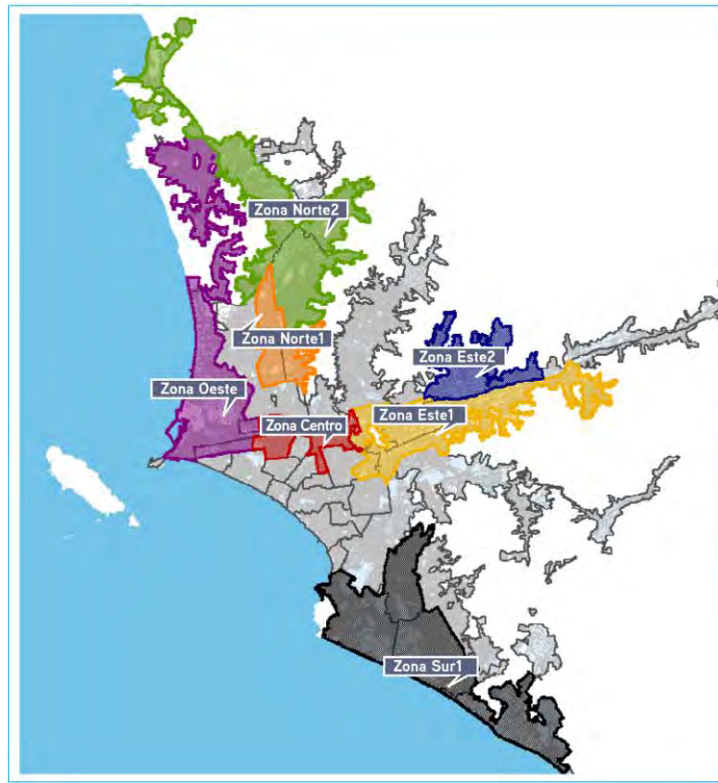 Zona Norte2
Zona Norte1
Zona Este2
Zona Oeste
Zona Centro
Zona Este1
Zona Sur1